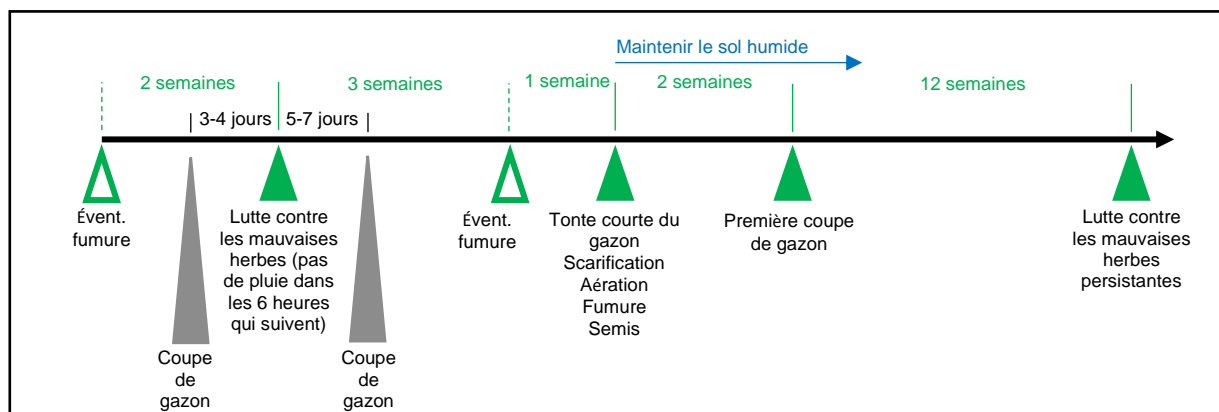 Maintenir le sol humide
2 semaines
3 semaines
1 semaine
2 semaines
12 semaines
3-4 jours
5-7 jours
Évent.
fumure
Coupe
de
gazon
Lutte contre
les mauvaises
herbes (pas
de pluie dans
les 6 heures
qui suivent)
Coupe
de
gazon
Évent.
fumure
Tonte courte du
gazon
Scarification
Aération
Fumure
Semis
Première coupe
de gazon
Lutte contre
les mauvaises
herbes
persistantes